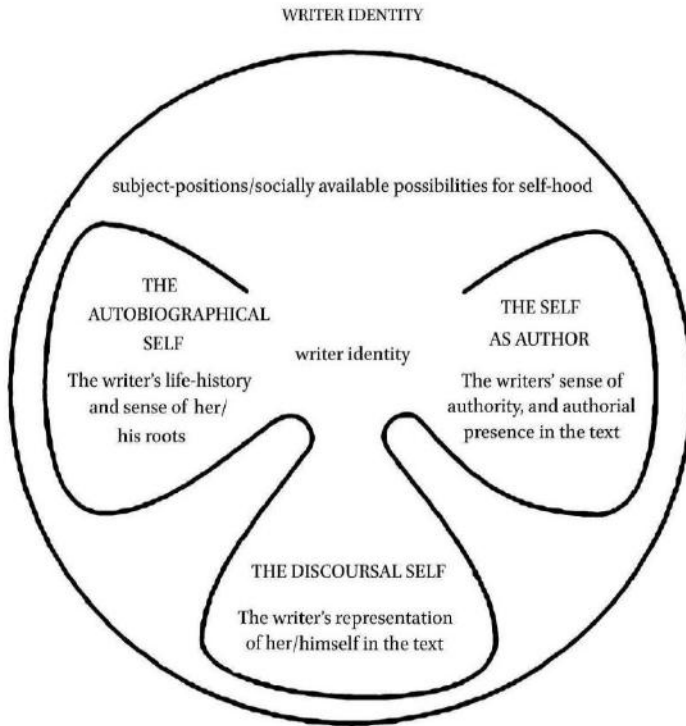 WRITER IDENTITY
subject-positions/socially available possibilities for self-hood
THE
AUTOBIOGRAPHICAL
SELF
The writer's life-history
and sense of her/
his roots
writer identity
THE SELF
AS AUTHOR
The writers' sense of
authority, and authorial
presence in the text
THE DISCOURSAL SELF
The writer's representation
of her/himself in the text